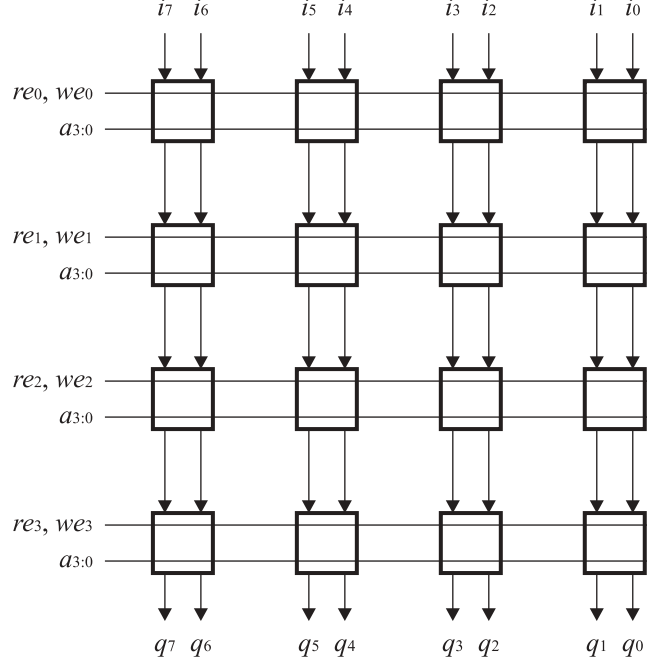 i7 i6 i5 i4 i3 i2 i1 i0
re0, we0
a3:0
re1, we1
a3:0
re2, we2
a3:0
re3, we3
a3:0
q7 q6 q5 q4 q3 q2 q1 q0